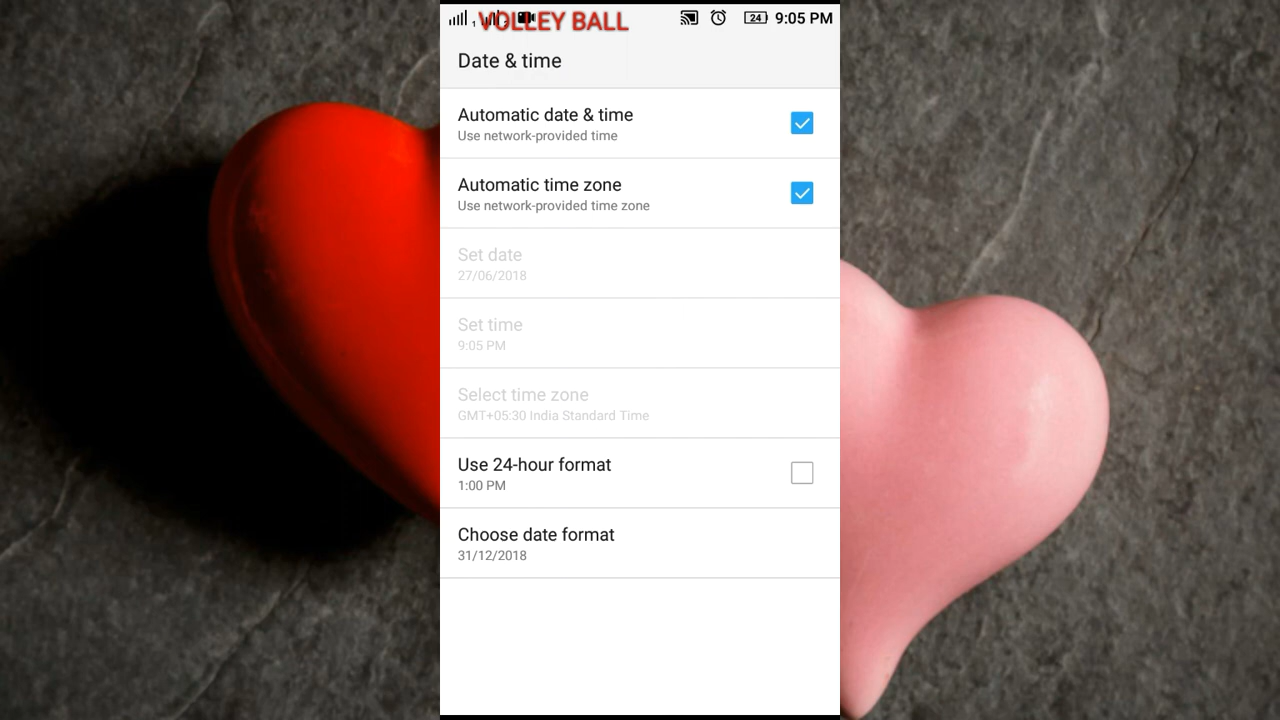 VOLLEY BALL
24 9:05 PM
Date & time
Automatic date & time
Use network-provided time
Automatic time zone
Use network-provided time zone
Set date
27/06/2018
Set time
9:05 PM
Select time zone
GMT+05:30 India Standard Time
Use 24-hour format
1:00 PM
Choose date format
31/12/2018